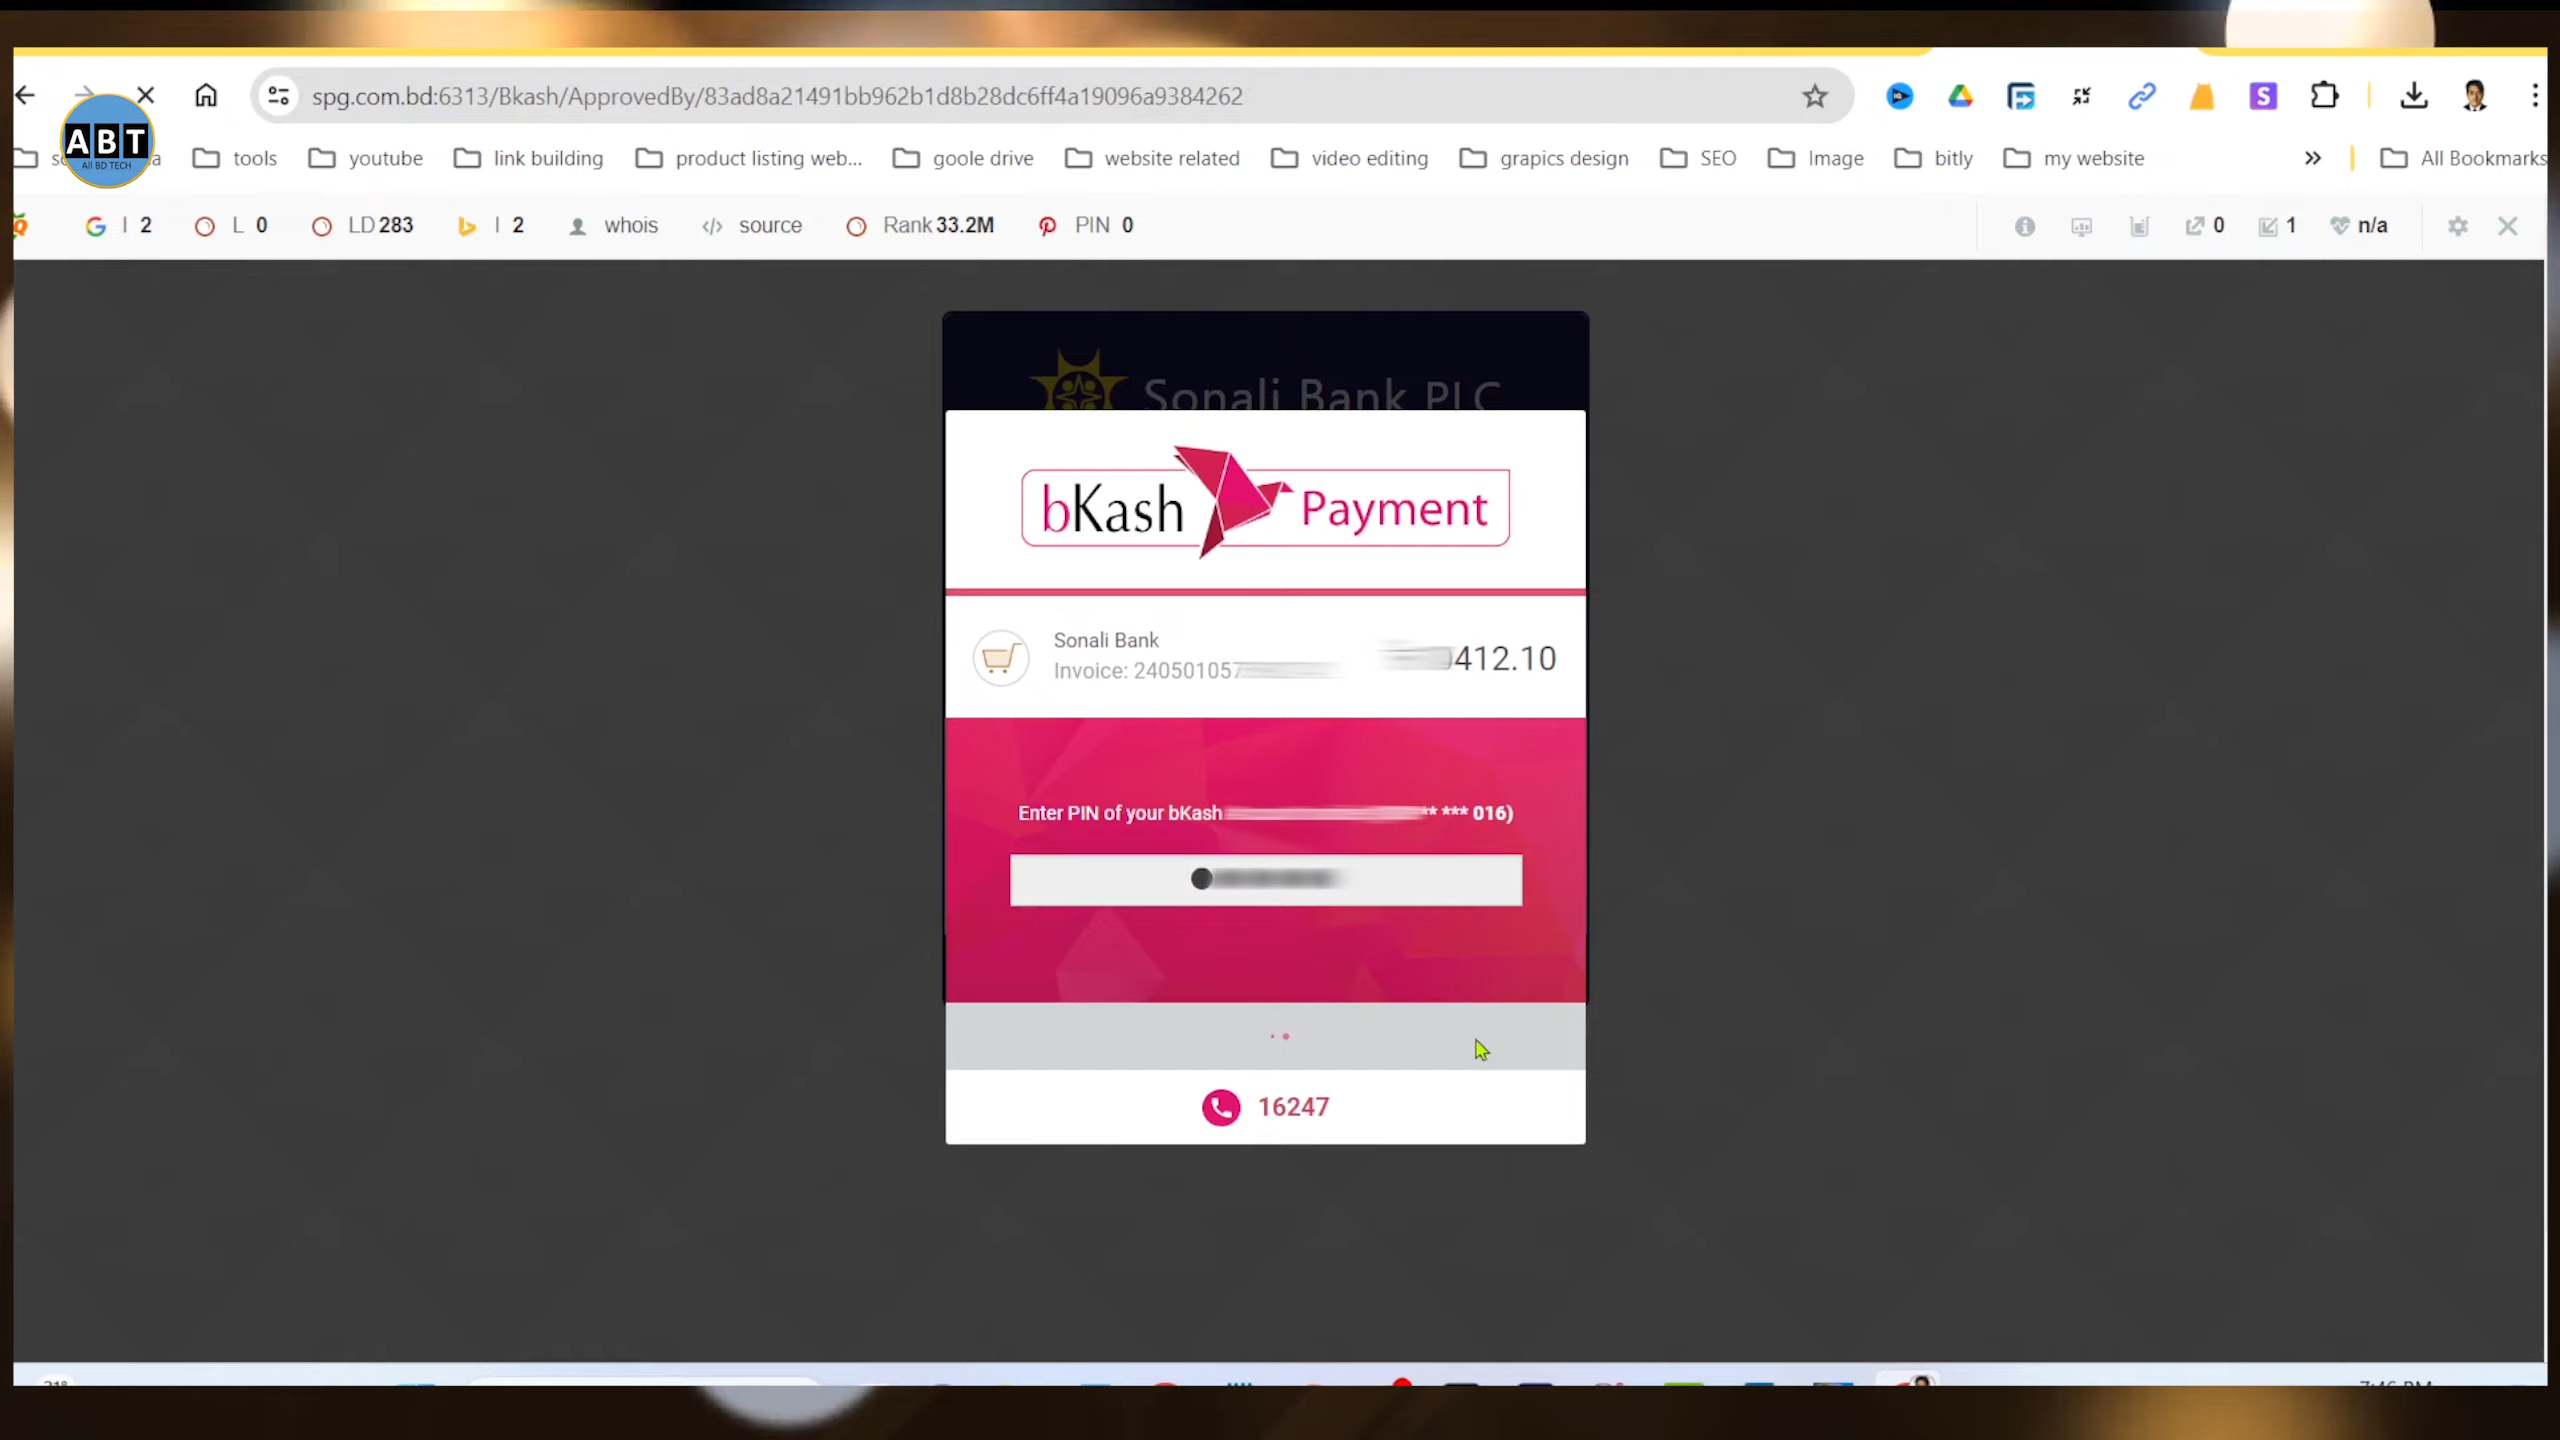 spg.com.bd:6313/Bkash/ApprovedBy/83ad8a21491bb962b1d8b28dc6ff4a19096a9384262
ABT
All BD TECH
tools youtube link building product listing web... goole drive website related video editing grapics design SEO Image bitly my website All Bookmarks
I 2 L 0 LD 283 I 2 whois source Rank 33.2M PIN 0 0 1 n/a
Sonali Bank PLC
bKash Payment
Sonali Bank
Invoice: 240501057
412.10
Enter PIN of your bKash ** *** 016)
16247